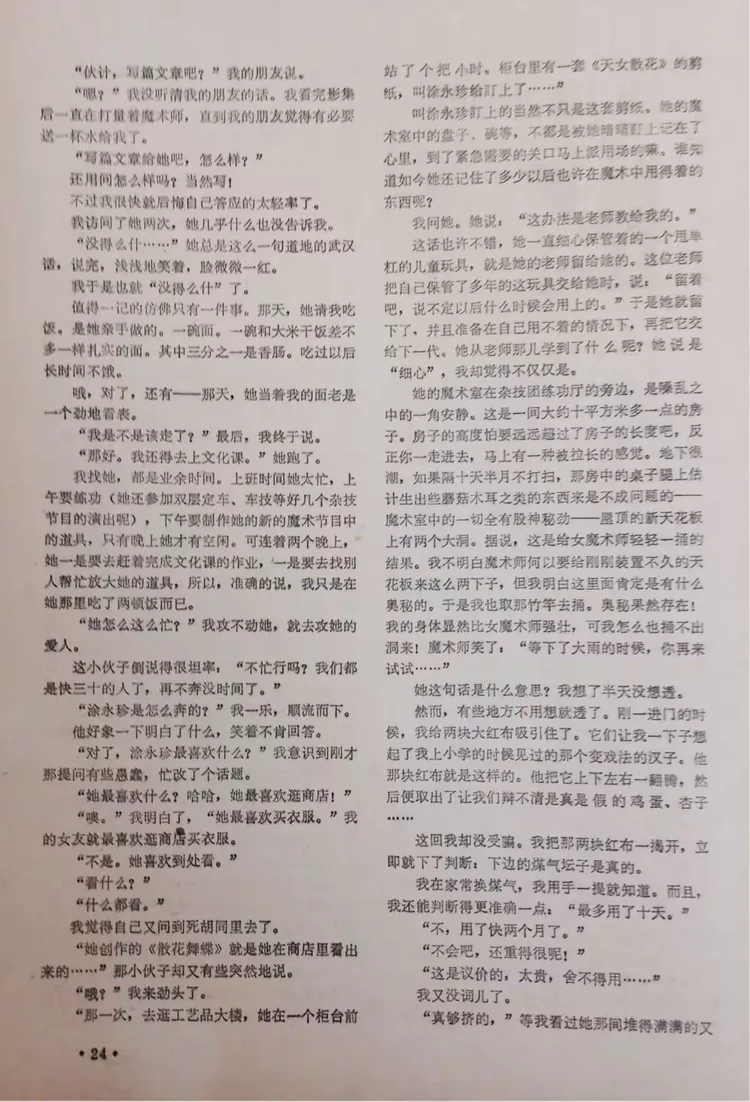 “伙计，写篇文章吧？”我的朋友说。
“嗯？”我没听清我的朋友的话。我看完影集
后一直在打量着魔术师，直到我的朋友觉得有必要
送一杯水给我了。
“写篇文章给她吧，怎么样？”
还用问怎么样吗？当然写！
不过我很快就后悔自己答应的太轻率了。
我访问了她两次，她几乎什么也没告诉我。
“没得么什……”她总是这么一句道地的武汉
话，说完，浅浅地笑着，脸微微一红。
我于是也就“没得么什”了。
值得一记的仿佛只有一件事。那天，她请我吃
饭。是她亲手做的。一碗面。一碗和大米干饭差不
多一样扎实的面。其中三分之一是香肠。吃过以后
长时间不饿。
哦，对了，还有——那天，她当着我的面老是
一个劲地看表。
“我是不是该走了？”最后，我终于说。
“那好。我还得去上文化课。”她跑了。
我找她，都是业余时间。上班时间她太忙，上
午要练功（她还参加双层定车、车技等好几个杂技
节目的演出呢），下午要制作她的新的魔术节目中
的道具，只有晚上她才有空闲。可连着两个晚上，
她一是要去赶着完成文化课的作业，一是要去找别
人帮忙放大她的道具，所以，准确的说，我只是在
她那里吃了两顿饭而已。
“她怎么这么忙？”我攻不动她，就去攻她的
爱人。
这小伙子倒说得很坦率，“不忙行吗？我们都
是快三十的人了，再不奔没时间了。”
“涂永珍是怎么奔的？”我一乐，顺流而下。
他好象一下明白了什么，笑着不肯回答。
“对了，涂永珍最喜欢什么？”我意识到刚才
那提问有些愚蠢，忙改了个话题。
“她最喜欢什么？哈哈，她最喜欢逛商店！”
“噢。”我明白了，“她最喜欢买衣服。”我
的女友就最喜欢逛商店买衣服。
“不是。她喜欢到处看。”
“看什么？”
“什么都看。”
我觉得自己又问到死胡同里去了。
“她创作的《散花舞蝶》就是她在商店里看出
来的……”那小伙子却又有些突然地说。
“哦？”我来劲头了。
“那一次，去逛工艺品大楼，她在一个柜台前
站了个把小时。柜台里有一套《天女散花》的剪
纸，叫涂永珍给訂上了……”
叫涂永珍訂上的当然不只是这套剪纸。她的魔
术室中的盘子、碗等，不都是被她暗暗訂上记在了
心里，到了紧急需要的关口马上派用场的嘛。谁知
道如今她还记住了多少以后也许在魔术中用得着的
东西呢？
我问她。她说：“这办法是老师教给我的。”
这话也许不错，她一直细心保管着的一个甩单
杠的儿童玩具，就是她的老师留给她的。这位老师
把自己保管了多年的这玩具交给她时，说：“留着
吧，说不定以后什么时候会用上的。”于是她就留
下了，并且准备在自己用不着的情况下，再把它交
给下一代。她从老师那儿学到了什么呢？她说是
“细心”，我却觉得不仅仅是。
她的魔术室在杂技团练功厅的旁边，是嗓乱之
中的一角安静。这是一间大约十平方米多一点的房
子。房子的高度怕要远远超过了房子的长度吧，反
正你一走进去，马上有一种被拉长的感觉。地下很
潮，如果隔十天半月不打扫，那房中的桌子腿上估
计生出些蘑菇木耳之类的东西来是不成问题的——
魔术室中的一切全有股神秘劲——屋顶的新天花板
上有两个大洞。据说，这是给女魔术师轻轻一捅的
结果。我不明白魔术师何以要给刚刚装置不久的天
花板来这么两下子，但我明白这里面肯定是有什么
奥秘的。于是我也取那竹竿去捅。奥秘果然存在！
我的身体显然比女魔术师强壮，可我怎么也捅不出
洞来！魔术师笑了：“等下了大雨的时候，你再来
试试……”
她这句话是什么意思？我想了半天没想透。
然而，有些地方不用想就透了。刚一进门的时
候，我给两块大红布吸引住了。它们让我一下子想
起了我上小学的时候见过的那个变戏法的汉子。他
那块红布就是这样的。他把它上下左右一翻腾，然
后便取出了让我们辩不清是真是假的鸡蛋、杏子
……
这回我却没受骗。我把那两块红布一揭开，立
即就下了判断：下边的煤气坛子是真的。
我在家常换煤气，我用手一提就知道。而且，
我还能判断得更准确一点：“最多用了十天。”
“不，用了快两个月了。”
“不会吧，还重得很呢！”
“这是议价的，太贵，舍不得用……”
我又没词儿了。
“真够挤的，”等我看过她那间堆得满满的又
·24·